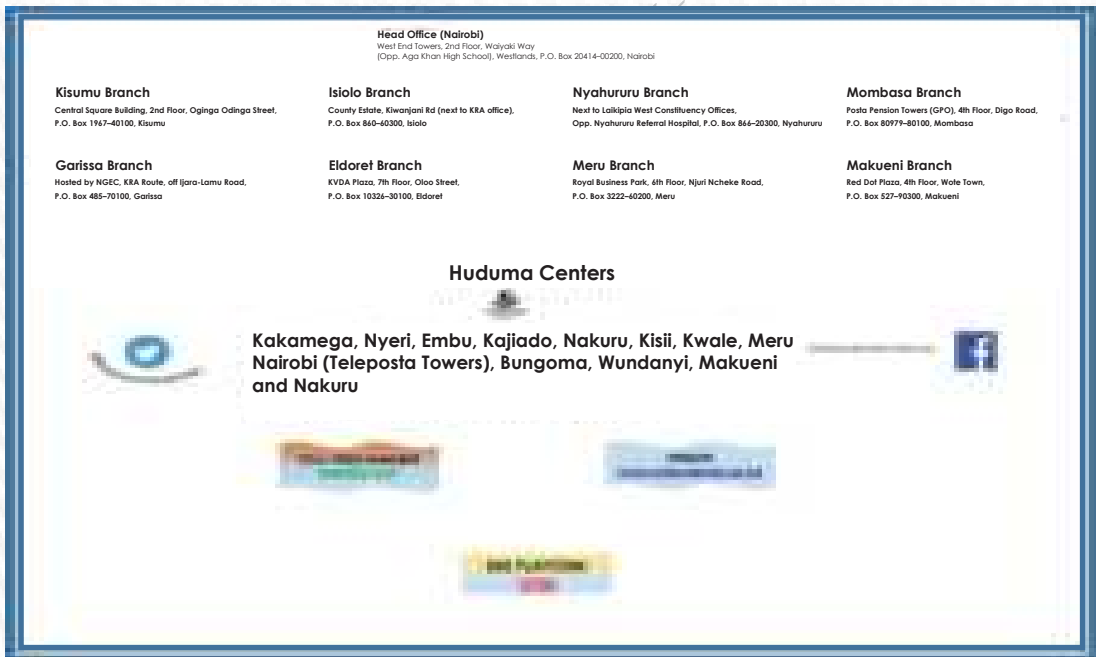 Head Office (Nairobi)
West End Towers, 2nd Floor, Waiyaki Way
(Opp. Aga Khan High School), Westlands, P.O. Box 20414–00200, Nairobi
Kisumu Branch
Central Square Building, 2nd Floor, Oginga Odinga Street,
P.O. Box 1967–40100, Kisumu
Isiolo Branch
County Estate, Kiwanjani Rd (next to KRA office),
P.O. Box 860–60300, Isiolo
Nyahururu Branch
Next to Laikipia West Constituency Offices,
Opp. Nyahururu Referral Hospital, P.O. Box 866–20300, Nyahururu
Mombasa Branch
Posta Pension Towers (GPO), 4th Floor, Digo Road,
P.O. Box 80979–80100, Mombasa
Garissa Branch
Hosted by NGEC, KRA Route, off Ijara-Lamu Road,
P.O. Box 485–70100, Garissa
Eldoret Branch
KVDA Plaza, 7th Floor, Oloo Street,
P.O. Box 10326–30100, Eldoret
Meru Branch
Royal Business Park, 6th Floor, Njuri Ncheke Road,
P.O. Box 3222–60200, Meru
Makueni Branch
Red Dot Plaza, 4th Floor, Wote Town,
P.O. Box 527–90300, Makueni
Huduma Centers
Kakamega, Nyeri, Embu, Kajiado, Nakuru, Kisii, Kwale, Meru
Nairobi (Teleposta Towers), Bungoma, Wundanyi, Makueni
and Nakuru